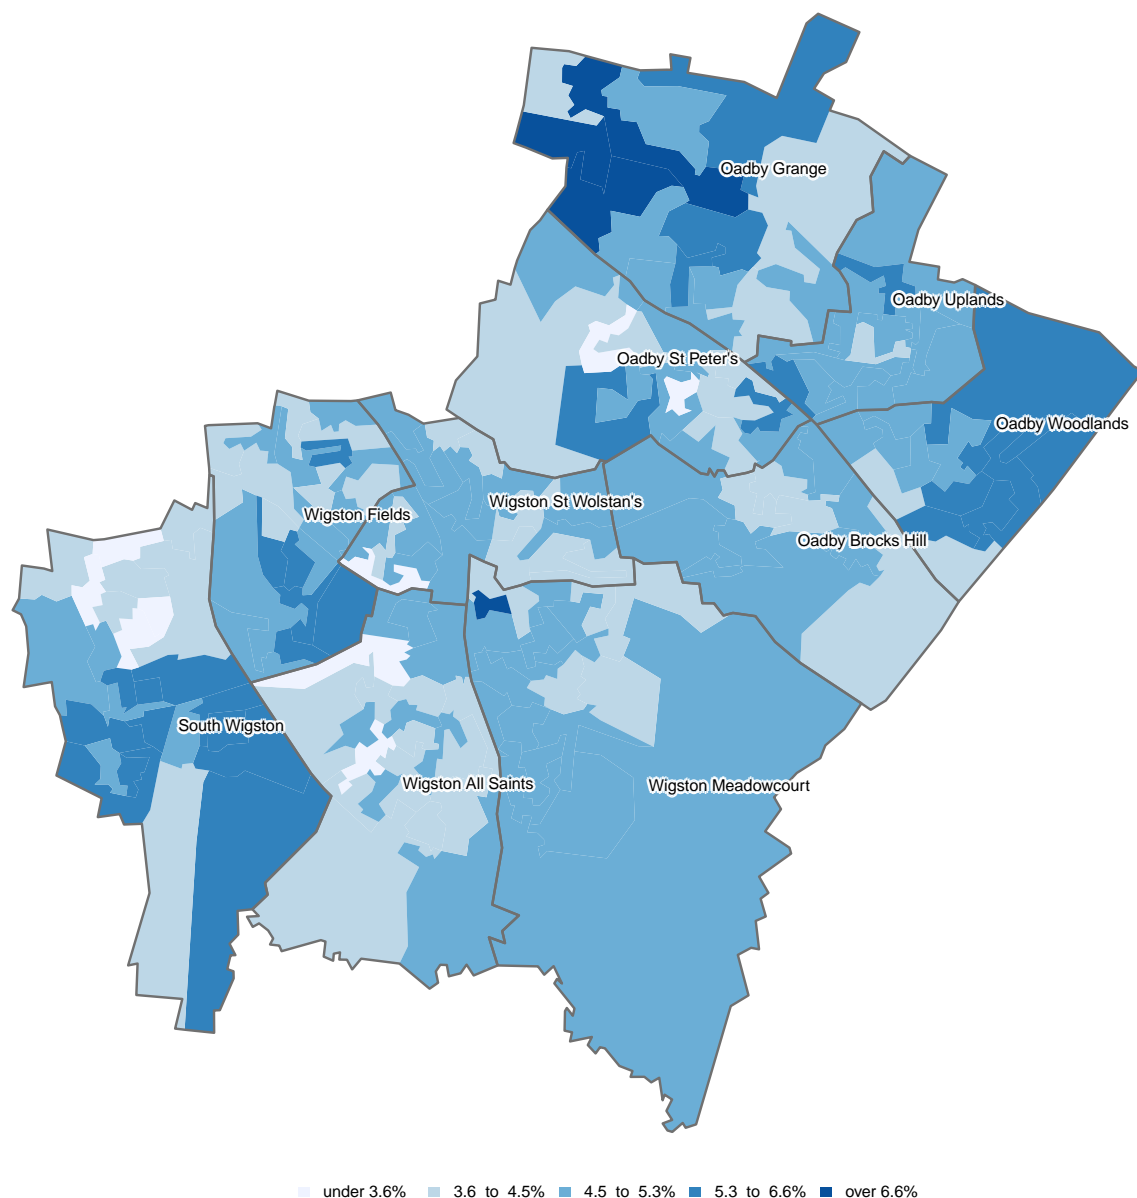 Oadby Grange
Oadby Uplands
Oadby St Peter's
Oadby Woodlands
Wigston St Wolstan's
Wigston Fields
Oadby Brocks Hill
South Wigston
Wigston All Saints
Wigston Meadowcourt
under 3.6% 3.6 to 4.5% 4.5 to 5.3% 5.3 to 6.6% over 6.6%